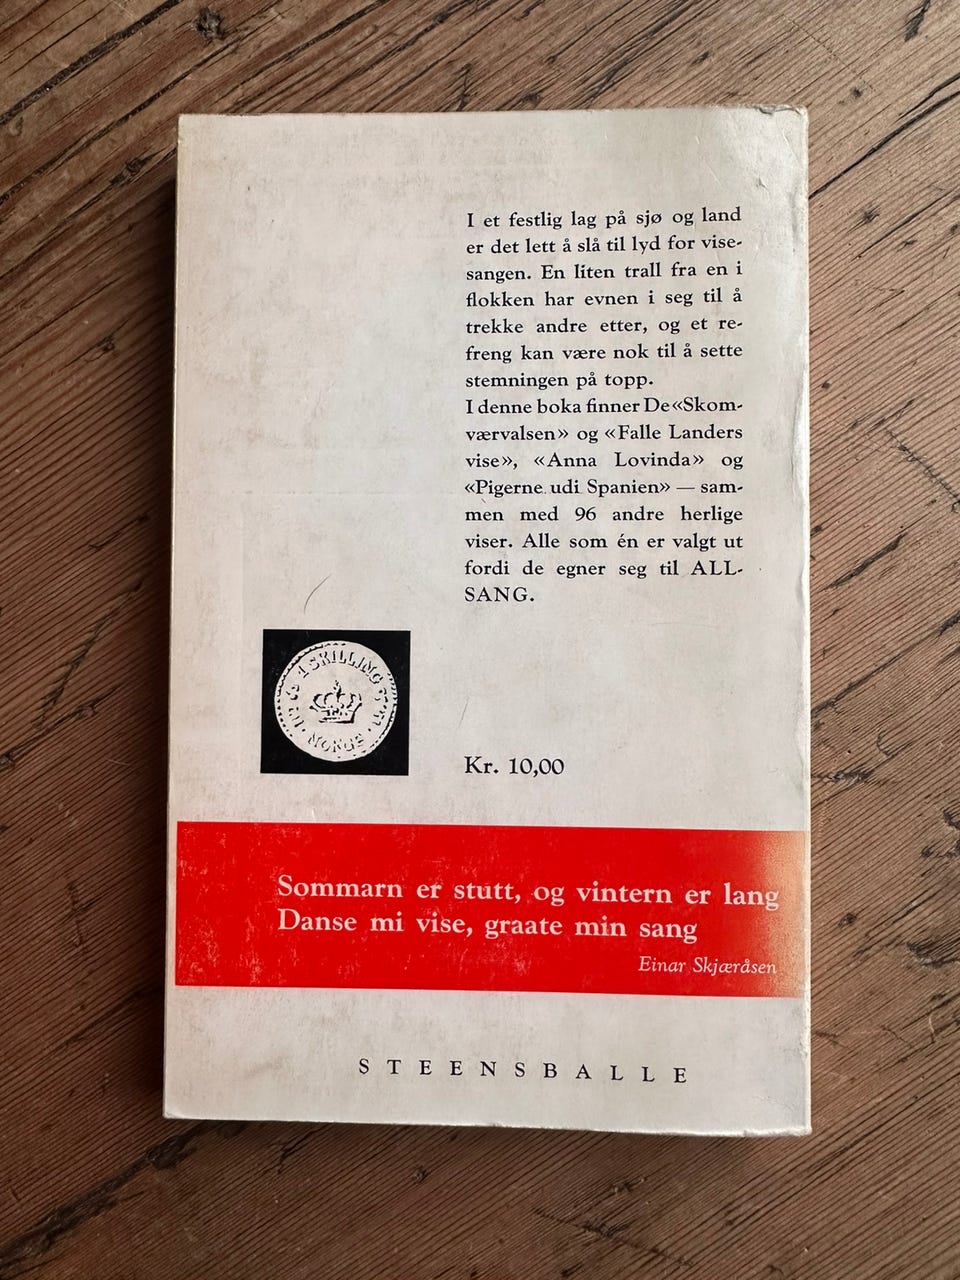 I et festlig lag på sjø og land
er det lett å slå til lyd for vise-
sangen. En liten trall fra en i
flokken har evnen i seg til å
trekke andre etter, og et re-
freng kan være nok til å sette
stemningen på topp.
I denne boka finner De «Skom-
værvalsen» og «Falle Landers
vise», «Anna Lovinda» og
«Pigerne udi Spanien» — sam-
men med 96 andre herlige
viser. Alle som én er valgt ut
fordi de egner seg til ALL-
SANG.
1 SKILLING
NORGE
Kr. 10,00
Sommarn er stutt, og vintern er lang
Danse mi vise, graate min sang
Einar Skjæråsen
STEENSBALLE